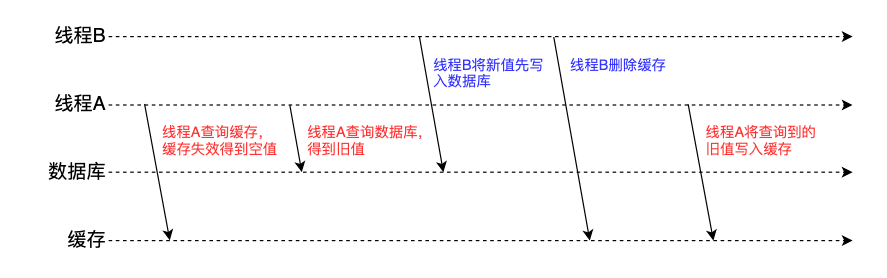 线程B
线程B将新值先写
入数据库
线程B删除缓存
线程A
线程A查询缓存，
缓存失效得到空值
线程A查询数据库，
得到旧值
线程A将查询到的
旧值写入缓存
数据库
缓存